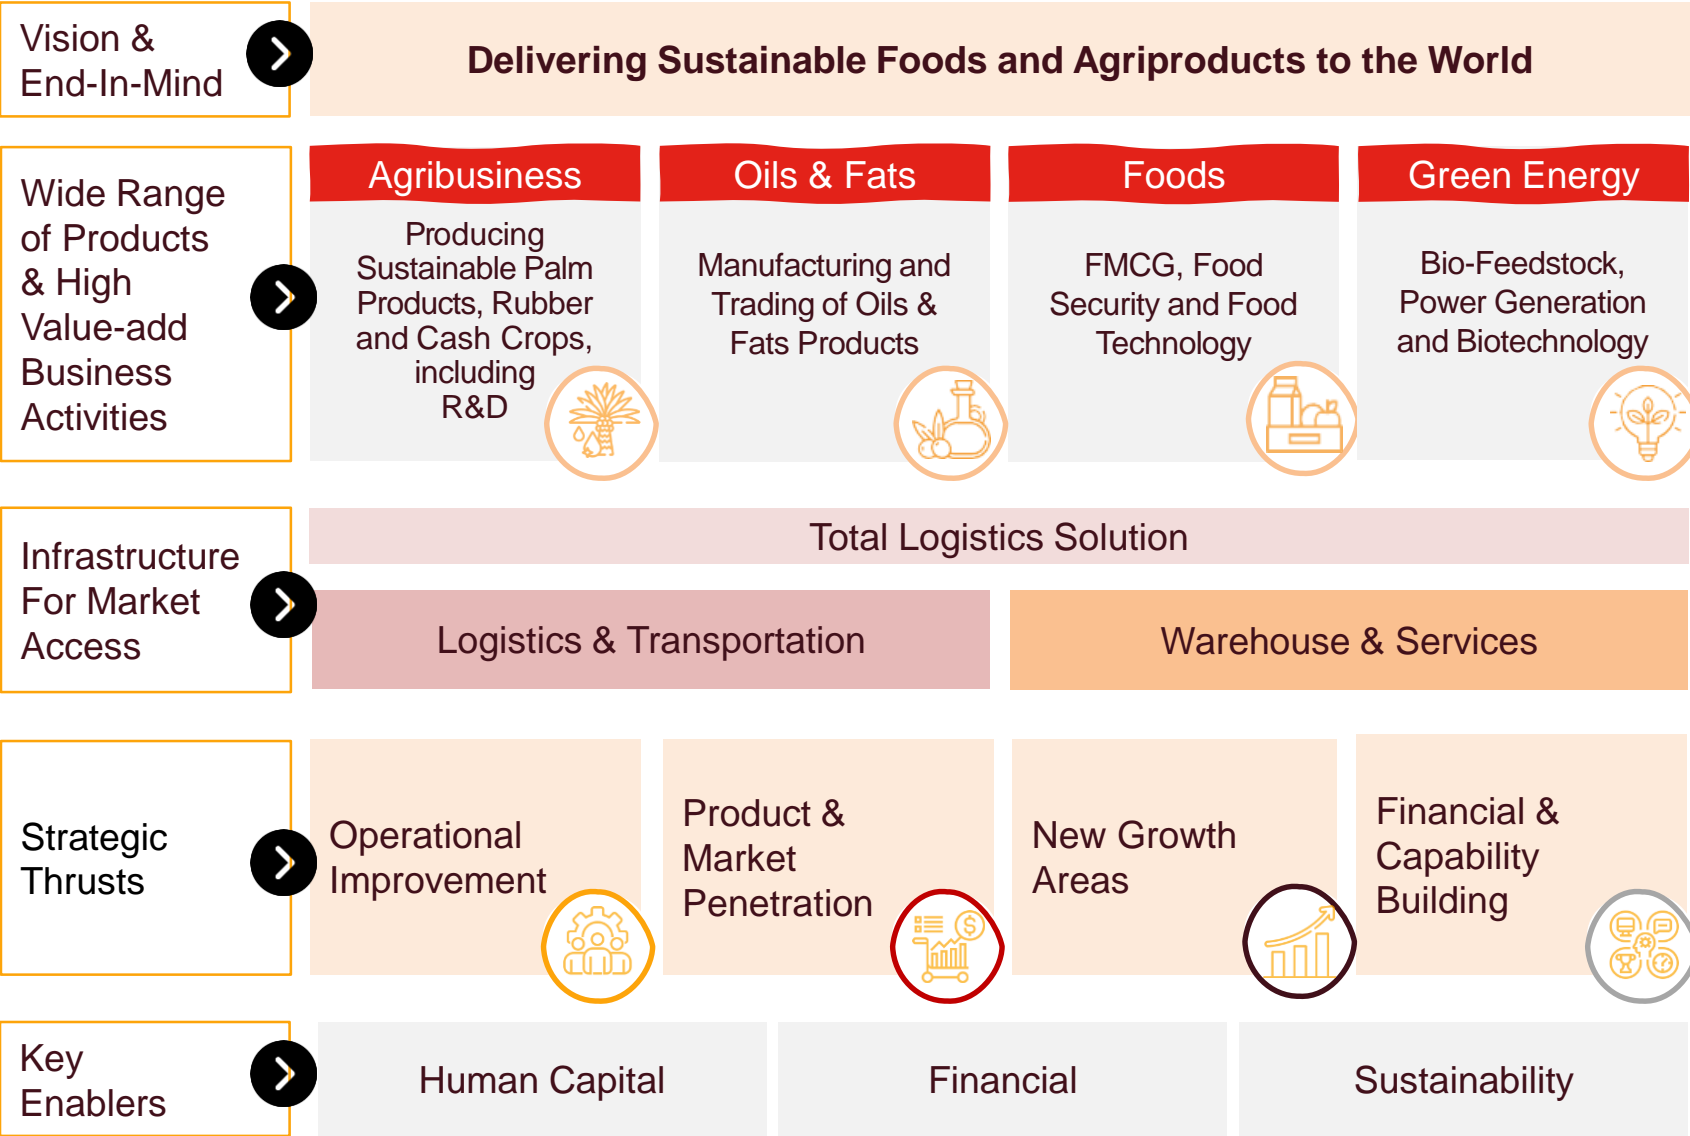 Vision &
End-In-Mind
Delivering Sustainable Foods and Agriproducts to the World
Wide Range
of Products
& High
Value-add
Business
Activities
Agribusiness
Producing
Sustainable Palm
Products, Rubber
and Cash Crops,
including
R&D
Oils & Fats
Manufacturing and
Trading of Oils &
Fats Products
Foods
FMCG, Food
Security and Food
Technology
Green Energy
Bio-Feedstock,
Power Generation
and Biotechnology
Infrastructure
For Market
Access
Total Logistics Solution
Logistics & Transportation
Warehouse & Services
Strategic
Thrusts
Operational
Improvement
Product &
Market
Penetration
New Growth
Areas
Financial &
Capability
Building
Key
Enablers
Human Capital
Financial
Sustainability